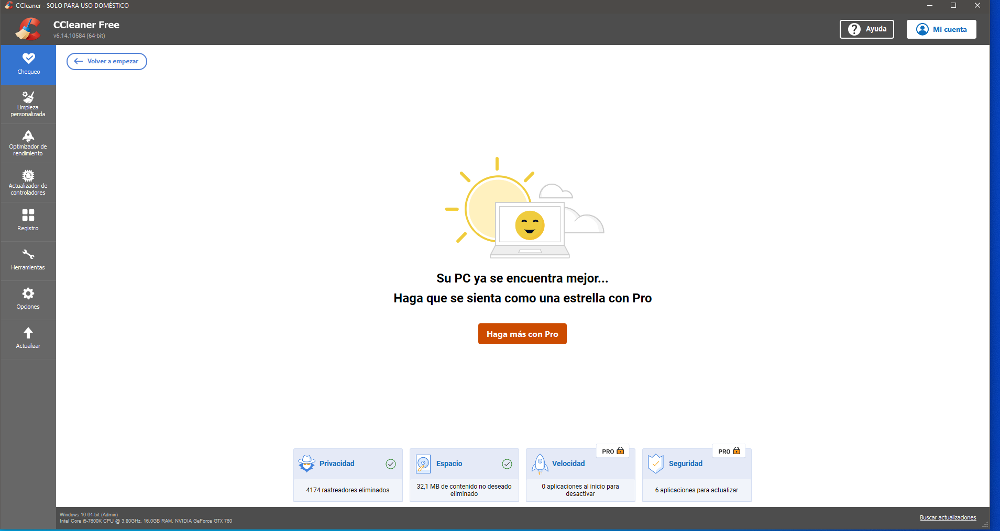 CCleaner - SOLO PARA USO DOMÉSTICO
CCleaner Free
v6.14.10584 (64-bit)
Ayuda
Mi cuenta
Chequeo
Limpieza
personalizada
Optimizador de
rendimiento
Actualizador de
controladores
Registro
Herramientas
Opciones
Actualizar
Volver a empezar
Su PC ya se encuentra mejor...
Haga que se sienta como una estrella con Pro
Haga más con Pro
Privacidad
4174 rastreadores eliminados
Espacio
32,1 MB de contenido no deseado
eliminado
PRO
Velocidad
0 aplicaciones al inicio para
desactivar
PRO
Seguridad
6 aplicaciones para actualizar
Windows 10 64-bit (Admin)
Intel Core i5-7600K CPU @ 3.80GHz, 16,0GB RAM, NVIDIA GeForce GTX 760
Buscar actualizaciones